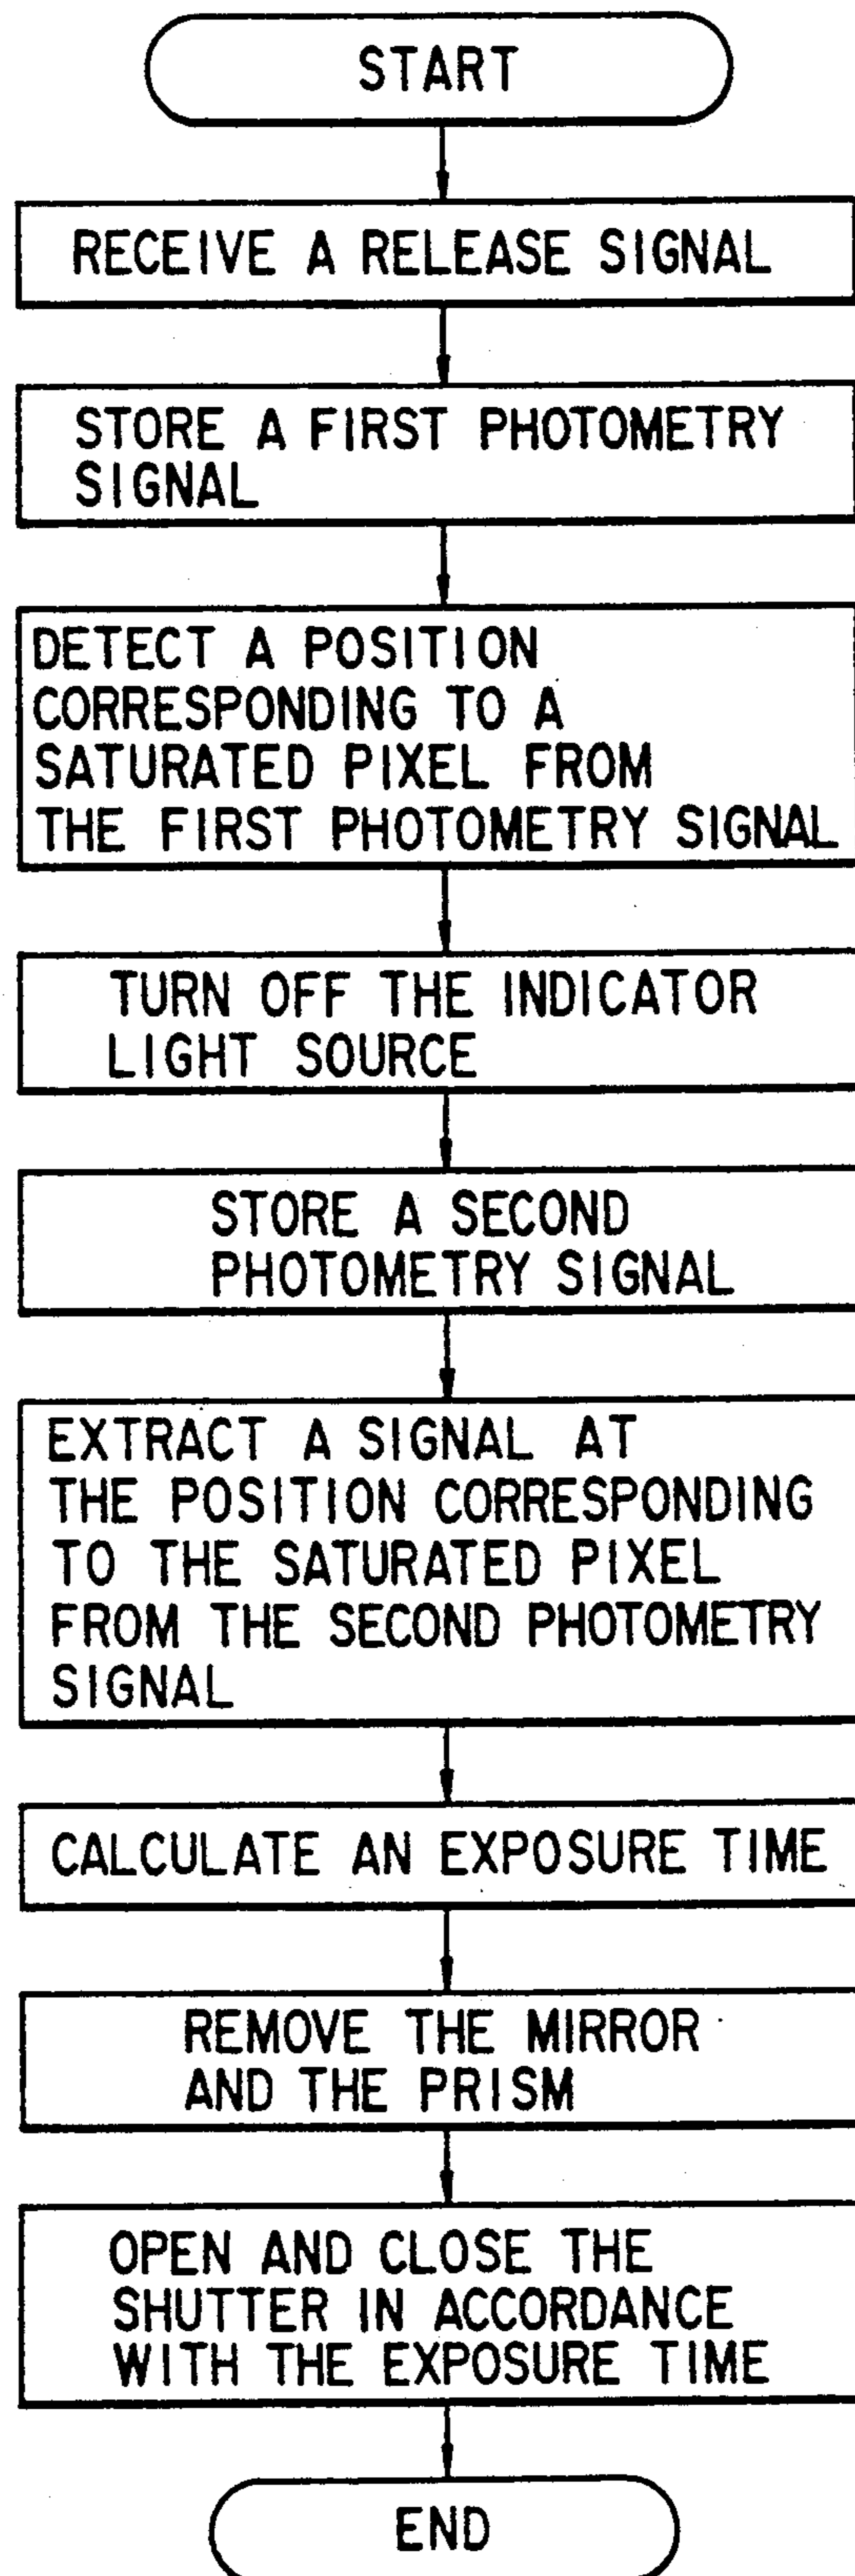 START
RECEIVE A RELEASE SIGNAL
STORE A FIRST PHOTOMETRY
SIGNAL
DETECT A POSITION
CORRESPONDING TO A
SATURATED PIXEL FROM
THE FIRST PHOTOMETRY SIGNAL
TURN OFF THE INDICATOR
LIGHT SOURCE
STORE A SECOND
PHOTOMETRY SIGNAL
EXTRACT A SIGNAL AT
THE POSITION CORRESPONDING
TO THE SATURATED PIXEL
FROM THE SECOND PHOTOMETRY
SIGNAL
CALCULATE AN EXPOSURE TIME
REMOVE THE MIRROR
AND THE PRISM
OPEN AND CLOSE THE
SHUTTER IN ACCORDANCE
WITH THE EXPOSURE TIME
END